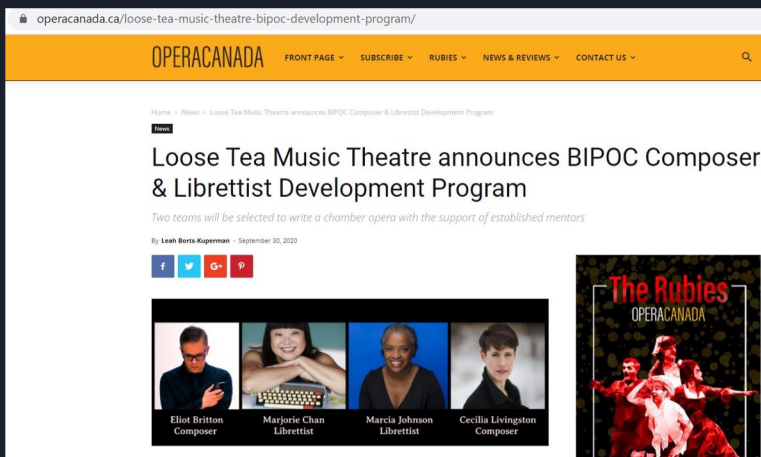 operacanada.ca/loose-tea-music-theatre-bipoc-development-program/
OPERACANADA
FRONT PAGE
SUBSCRIBE
RUBIES
NEWS & REVIEWS
CONTACT US
Home > News > Loose Tea Music Theatre announces BIPOC Composer & Librettist Development Program
News
Loose Tea Music Theatre announces BIPOC Composer
& Librettist Development Program
Two teams will be selected to write a chamber opera with the support of established mentors
By Leah Borts-Kuperman - September 30, 2020
f
G+
The Rubies
OPERACANADA
Eliot Britton
Composer
Marjorie Chan
Librettist
Marcia Johnson
Librettist
Cecilia Livingston
Composer